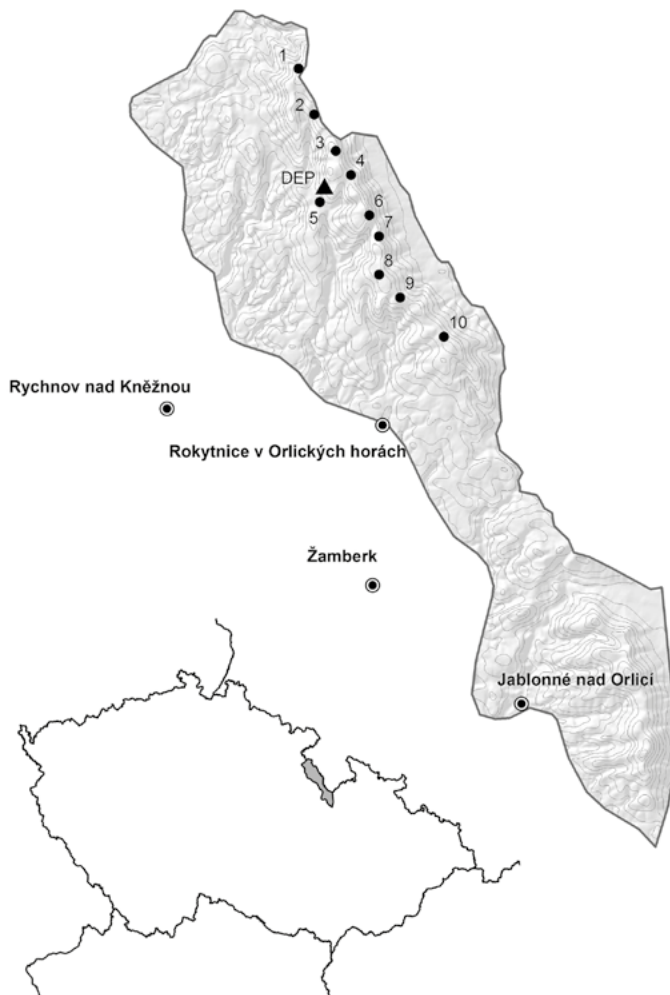 1
2
3
4
DEP
5
6
7
8
9
10
Rychnov nad Kněžnou
Rokytnice v Orlických horách
Žamberk
Jablonné nad Orlicí